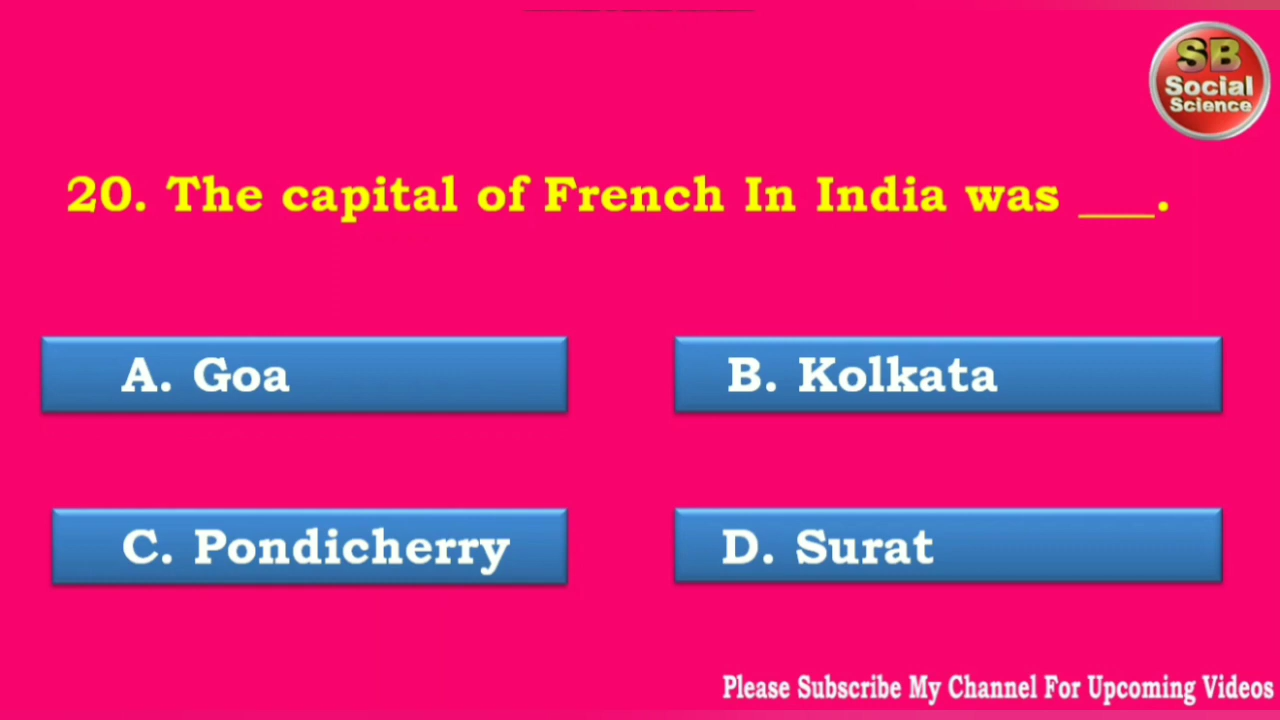 SB
Social
Science
20. The capital of French In India was ___.
A. Goa
B. Kolkata
C. Pondicherry
D. Surat
Please Subscribe My Channel For Upcoming Videos